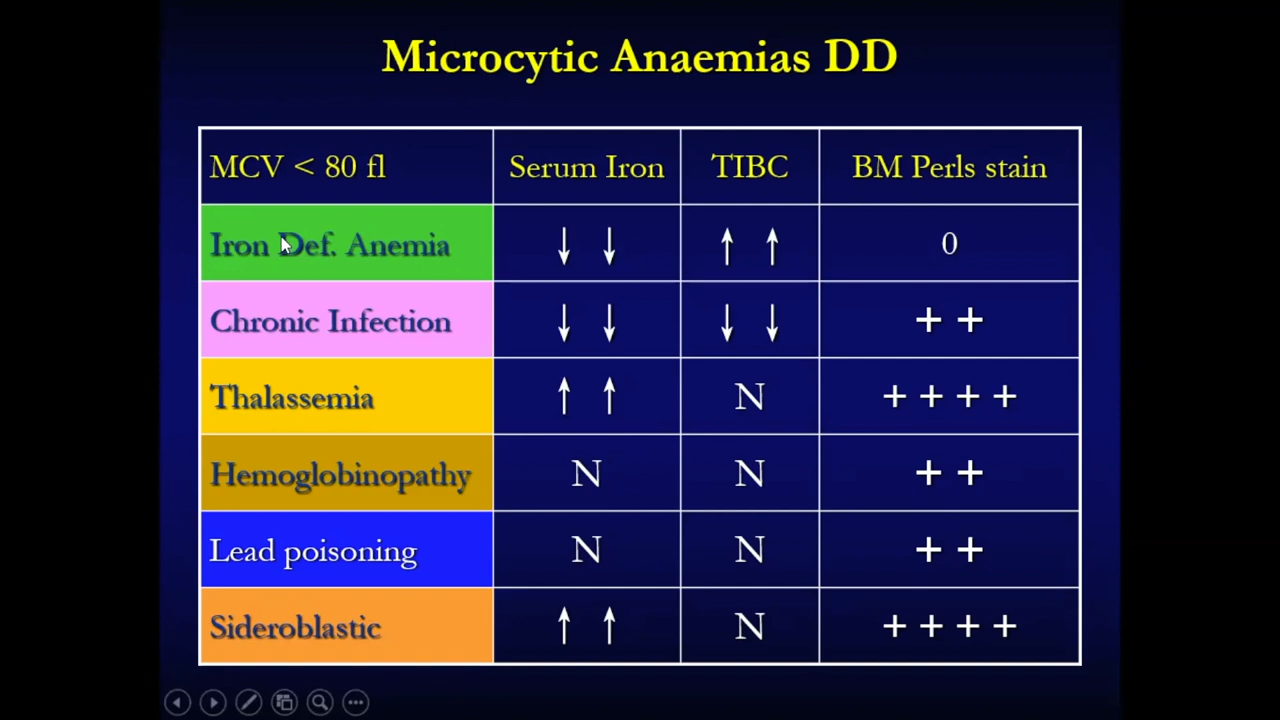 Microcytic Anaemias DD
MCV < 80 fl Serum Iron TIBC BM Perls stain
Iron Def. Anemia ↓ ↓ ↑ ↑ 0
Chronic Infection ↓ ↓ ↓ ↓ + +
Thalassemia ↑ ↑ N + + + +
Hemoglobinopathy N N + +
Lead poisoning N N + +
Sideroblastic ↑ ↑ N + + + +